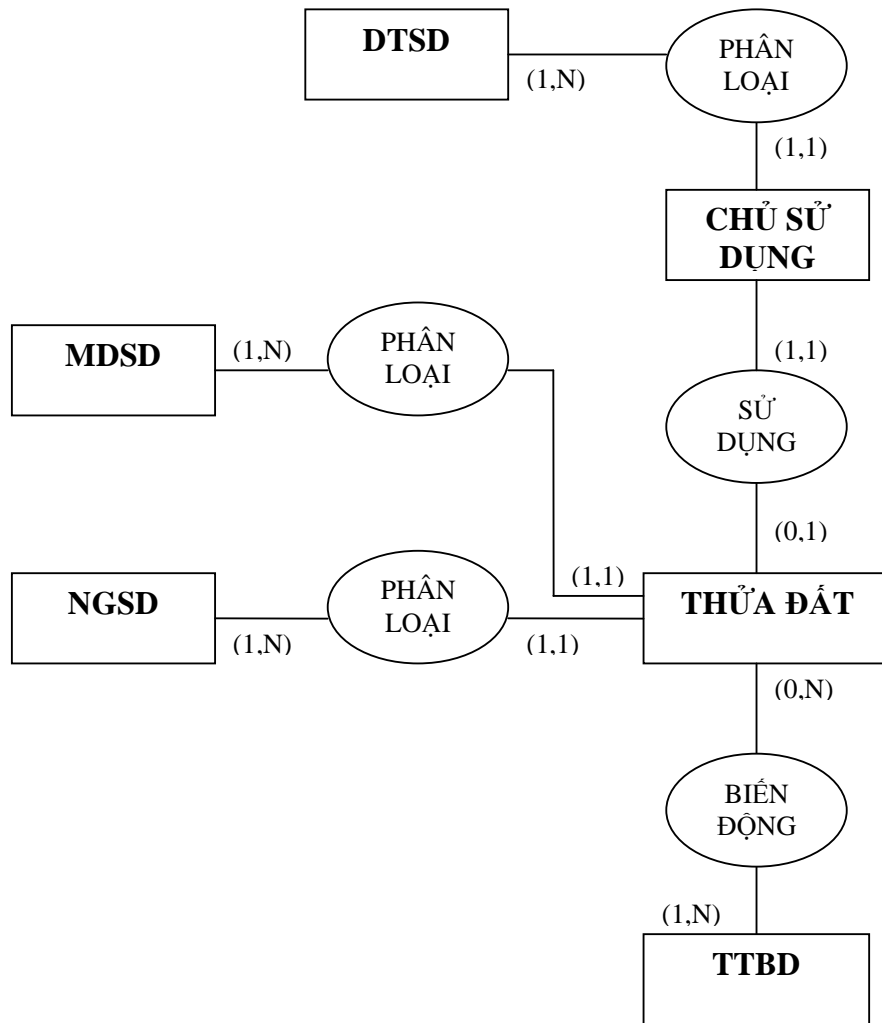 DTSD
PHÂN
LOẠI
(1,N)
(1,1)
CHỦ SỬ
DỤNG
MDSD
(1,N)
PHÂN
LOẠI
(1,1)
SỬ
DỤNG
(0,1)
NGSD
(1,N)
PHÂN
LOẠI
(1,1)
(1,1)
THỬA ĐẤT
(0,N)
BIẾN
ĐỘNG
(1,N)
TTBD